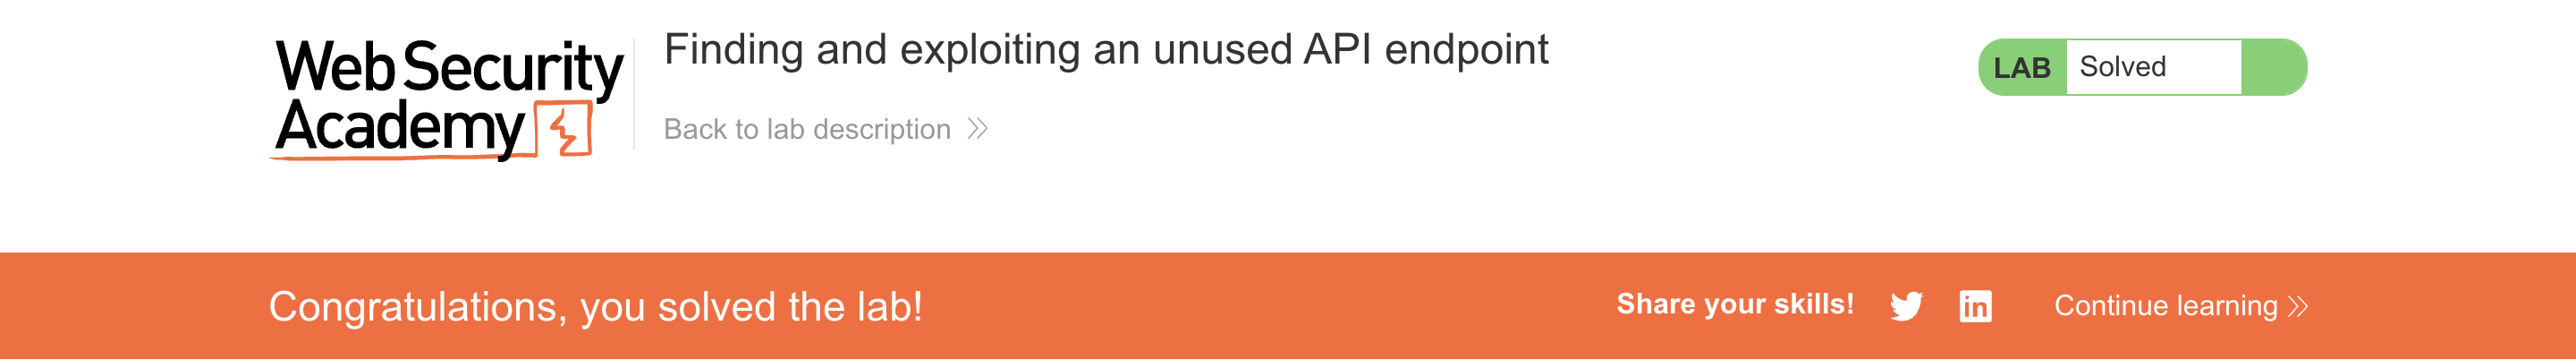 Web Security
Academy
Finding and exploiting an unused API endpoint
Back to lab description
LAB Solved
Congratulations, you solved the lab!
Share your skills!
in
Continue learning